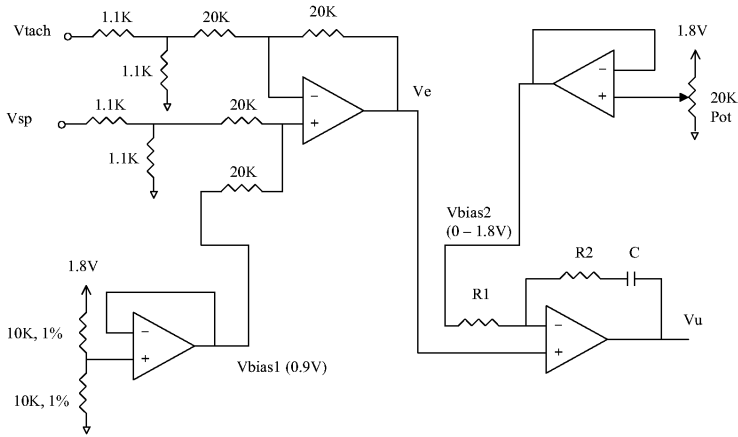 Vtach
1.1K
20K
20K
1.1K
Ve
1.8V
20K
Pot
Vsp
1.1K
20K
1.1K
20K
Vbias2
(0 – 1.8V)
1.8V
R2
C
R1
Vu
10K, 1%
Vbias1 (0.9V)
10K, 1%
−
+
−
+
−
+
−
+